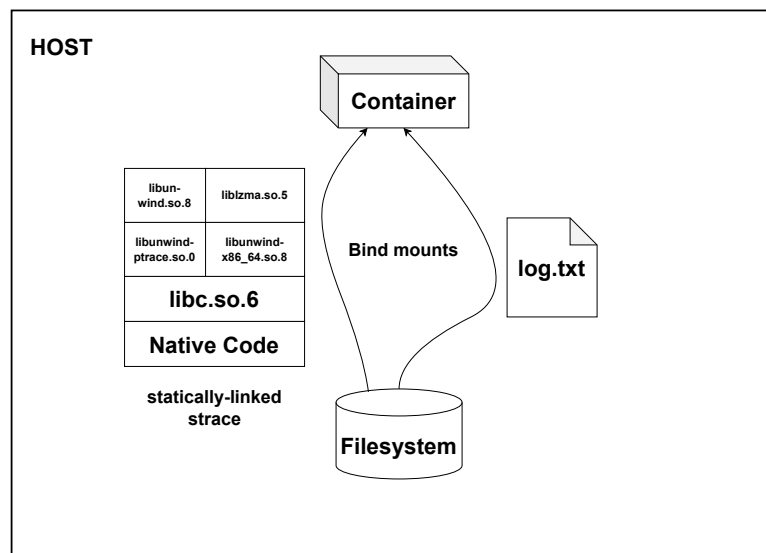 HOST
Container
libun-
wind.so.8
liblzma.so.5
libunwind-
ptrace.so.0
libunwind-
x86_64.so.8
libc.so.6
Native Code
statically-linked
strace
Bind mounts
log.txt
Filesystem